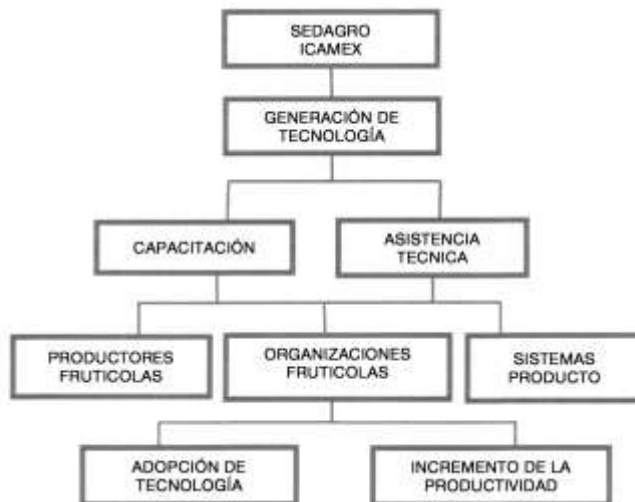 SEDAGRO
ICAMEX
GENERACIÓN DE
TECNOLOGÍA
CAPACITACIÓN
ASISTENCIA
TECNICA
PRODUCTORES
FRUTICOLAS
ORGANIZACIONES
FRUTICOLAS
SISTEMAS
PRODUCTO
ADOPCIÓN DE
TECNOLOGÍA
INCREMENTO DE LA
PRODUCTIVIDAD